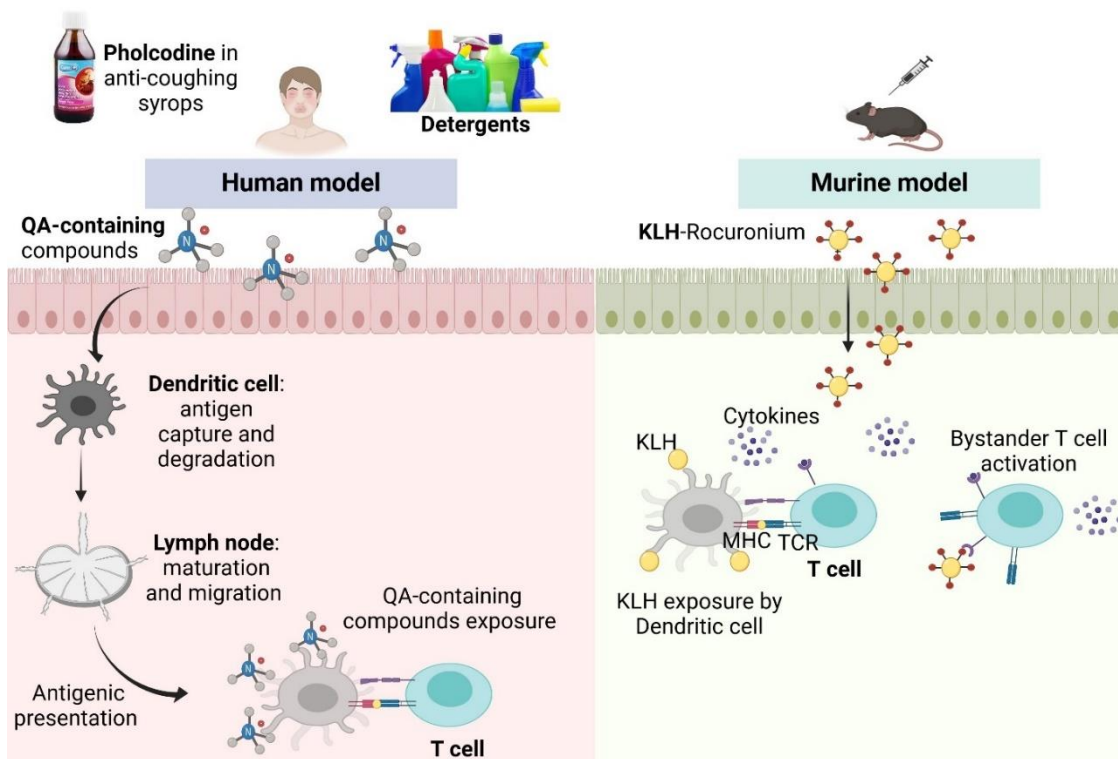 Pholcodine in
anti-coughing
syrops
Detergents
Human model
QA-containing
compounds
N
N
N
Dendritic cell:
antigen
capture and
degradation
Lymph node:
maturation
and migration
Antigenic
presentation
QA-containing
compounds exposure
N
N
N
T cell
Murine model
KLH-Rocuronium
Cytokines
KLH
Bystander T cell
activation
MHC TCR
T cell
KLH exposure by
Dendritic cell